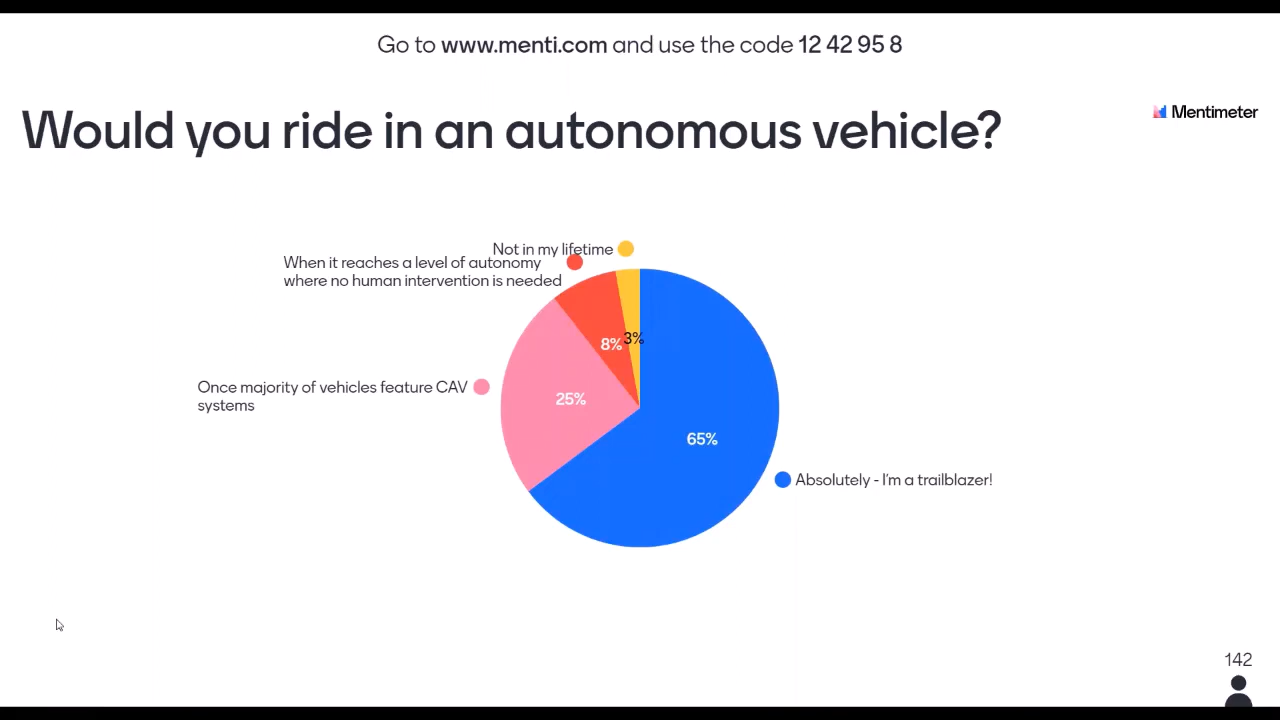 Go to www.menti.com and use the code 12 42 95 8
Would you ride in an autonomous vehicle?
Mentimeter
Not in my lifetime
When it reaches a level of autonomy
where no human intervention is needed
3%
8%
Once majority of vehicles feature CAV
systems
25%
65%
Absolutely - I'm a trailblazer!
142